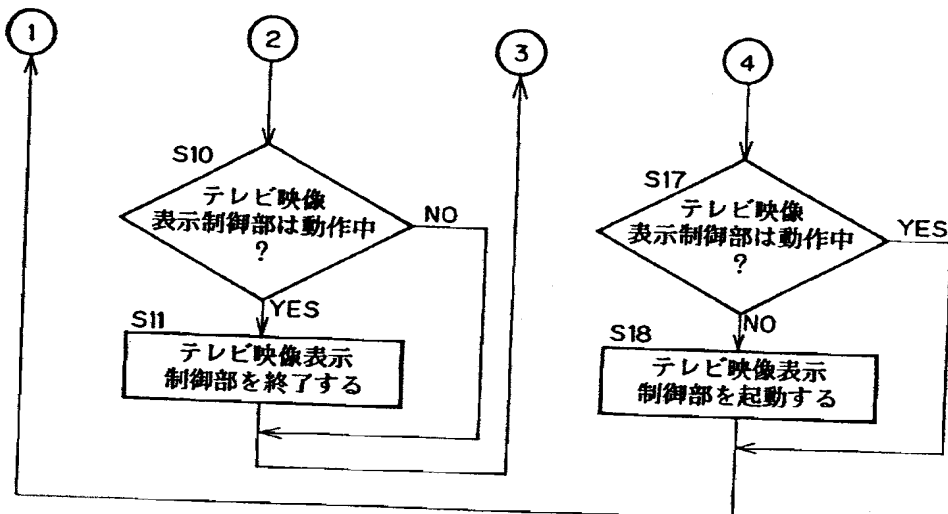 1
2
3
4
S10
テレビ映像
表示制御部は動作中
?
NO
YES
S11
テレビ映像表示
制御部を終了する
S17
テレビ映像
表示制御部は動作中
?
YES
NO
S18
テレビ映像表示
制御部を起動する